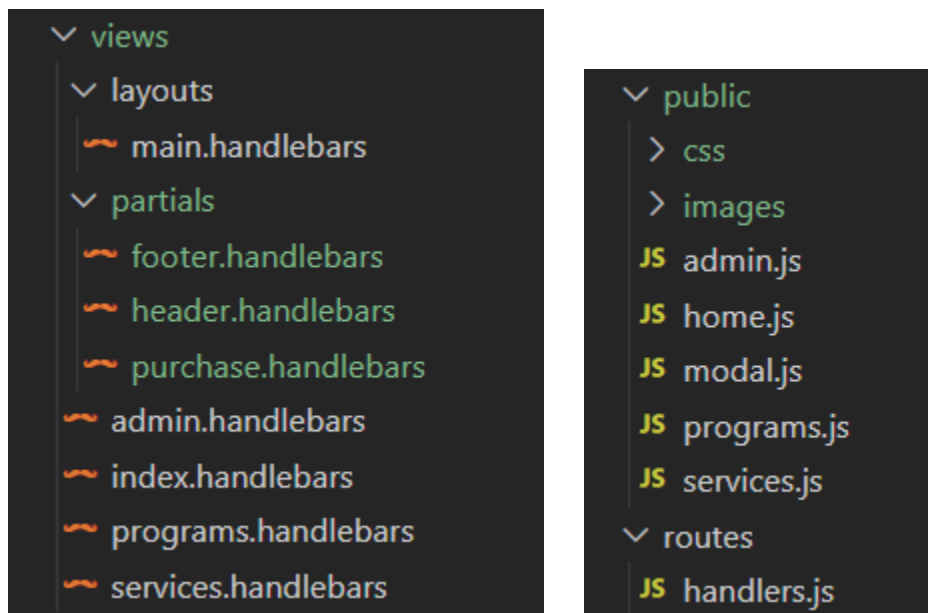 views
layouts
main.handlebars
partials
footer.handlebars
header.handlebars
purchase.handlebars
admin.handlebars
index.handlebars
programs.handlebars
services.handlebars
public
css
images
JS admin.js
JS home.js
JS modal.js
JS programs.js
JS services.js
routes
JS handlers.js